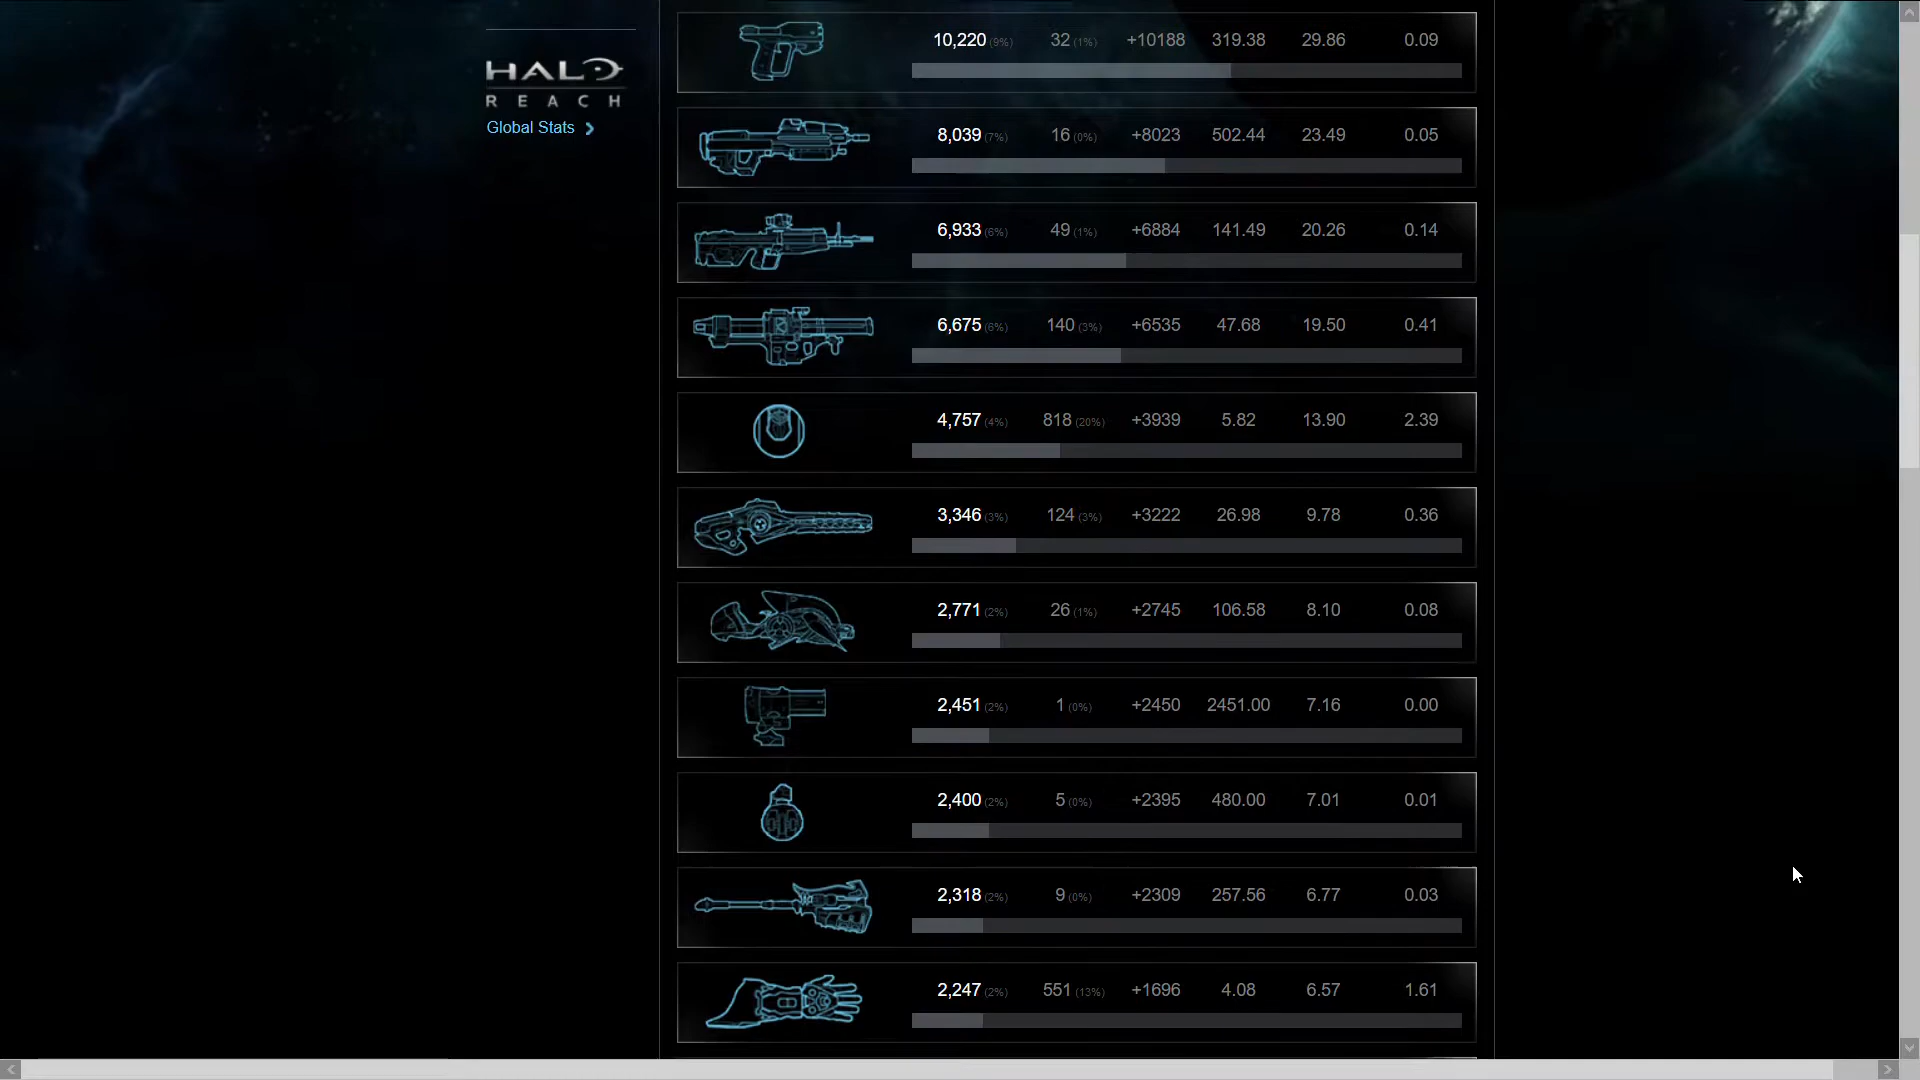 HALO
REACH
Global Stats
10,220 (9%) 32 (1%) +10188 319.38 29.86 0.09
8,039 (7%) 16 (0%) +8023 502.44 23.49 0.05
6,933 (6%) 49 (1%) +6884 141.49 20.26 0.14
6,675 (6%) 140 (3%) +6535 47.68 19.50 0.41
4,757 (4%) 818 (20%) +3939 5.82 13.90 2.39
3,346 (3%) 124 (3%) +3222 26.98 9.78 0.36
2,771 (2%) 26 (1%) +2745 106.58 8.10 0.08
2,451 (2%) 1 (0%) +2450 2451.00 7.16 0.00
2,400 (2%) 5 (0%) +2395 480.00 7.01 0.01
2,318 (2%) 9 (0%) +2309 257.56 6.77 0.03
2,247 (2%) 551 (13%) +1696 4.08 6.57 1.61